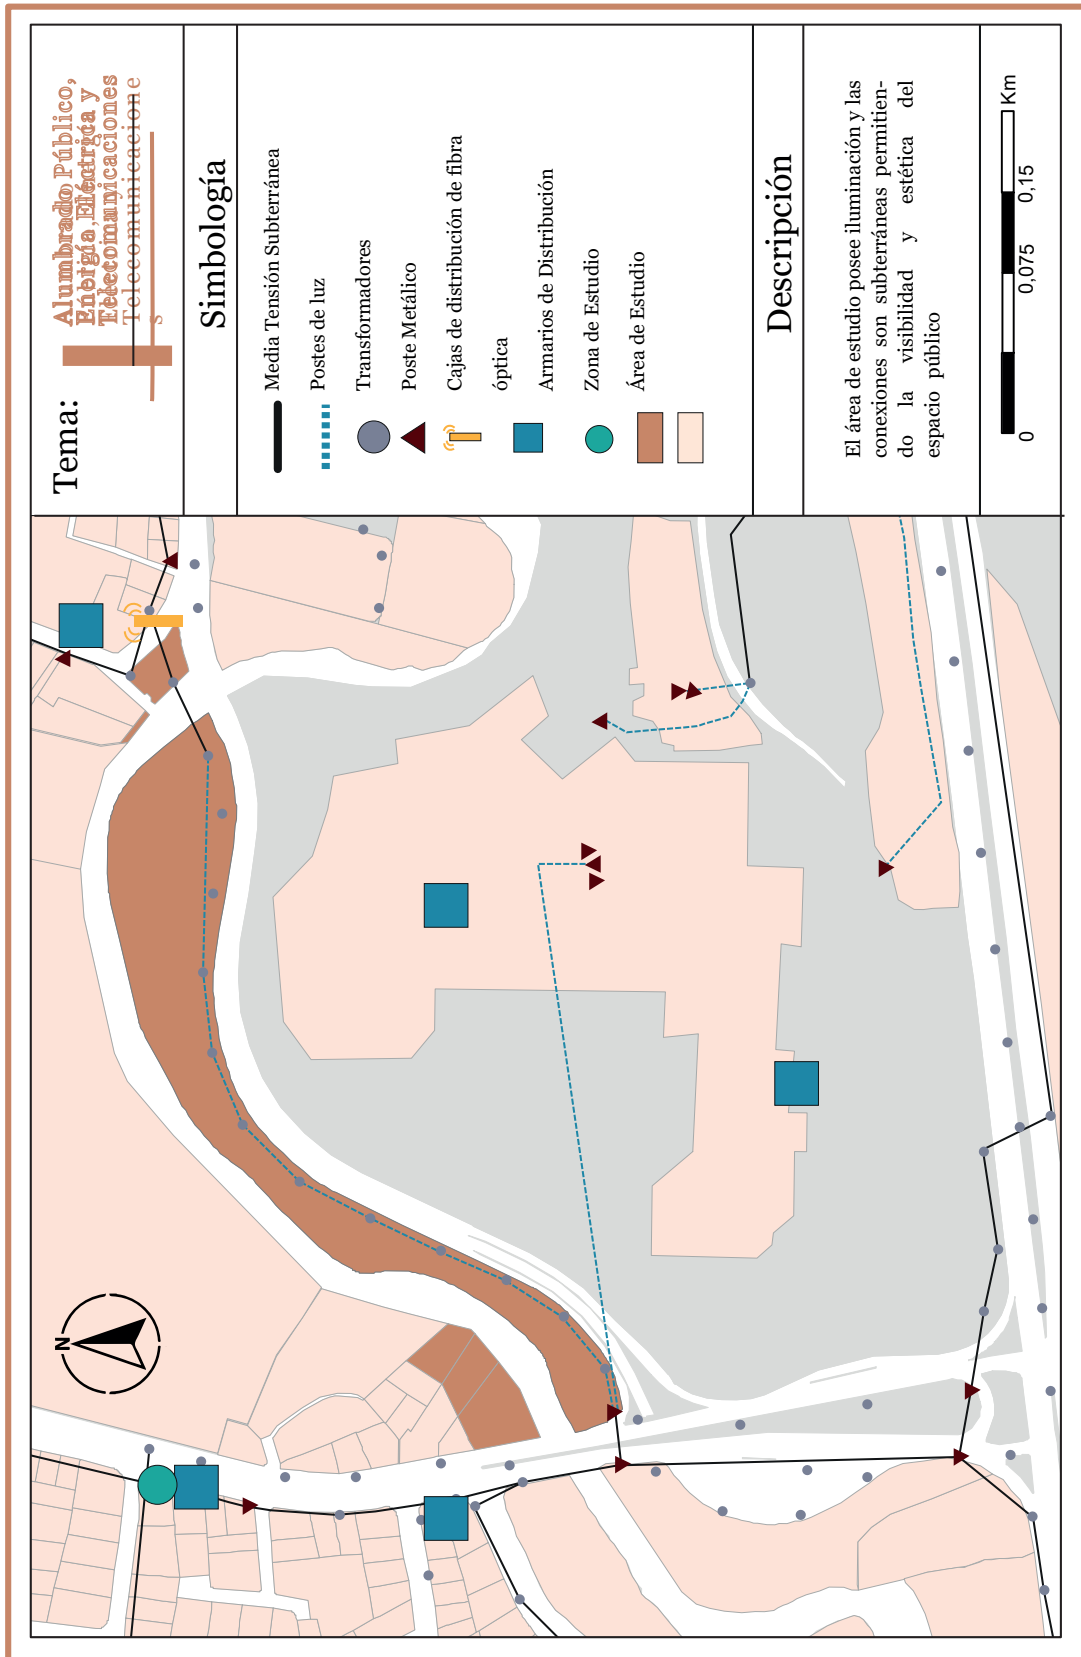 Tema:
Alumbrado Público,
Energía Eléctrica y
Telecomunicaciones
Telecomunicacione
s
Simbología
Media Tensión Subterránea
Postes de luz
Transformadores
Poste Metálico
Cajas de distribución de fibra
óptica
Armarios de Distribución
Zona de Estudio
Área de Estudio
Descripción
El área de estudio posee iluminación y las
conexiones son subterráneas permitien-
do la visibilidad y estética del
espacio público
0 0,075 0,15 Km
N